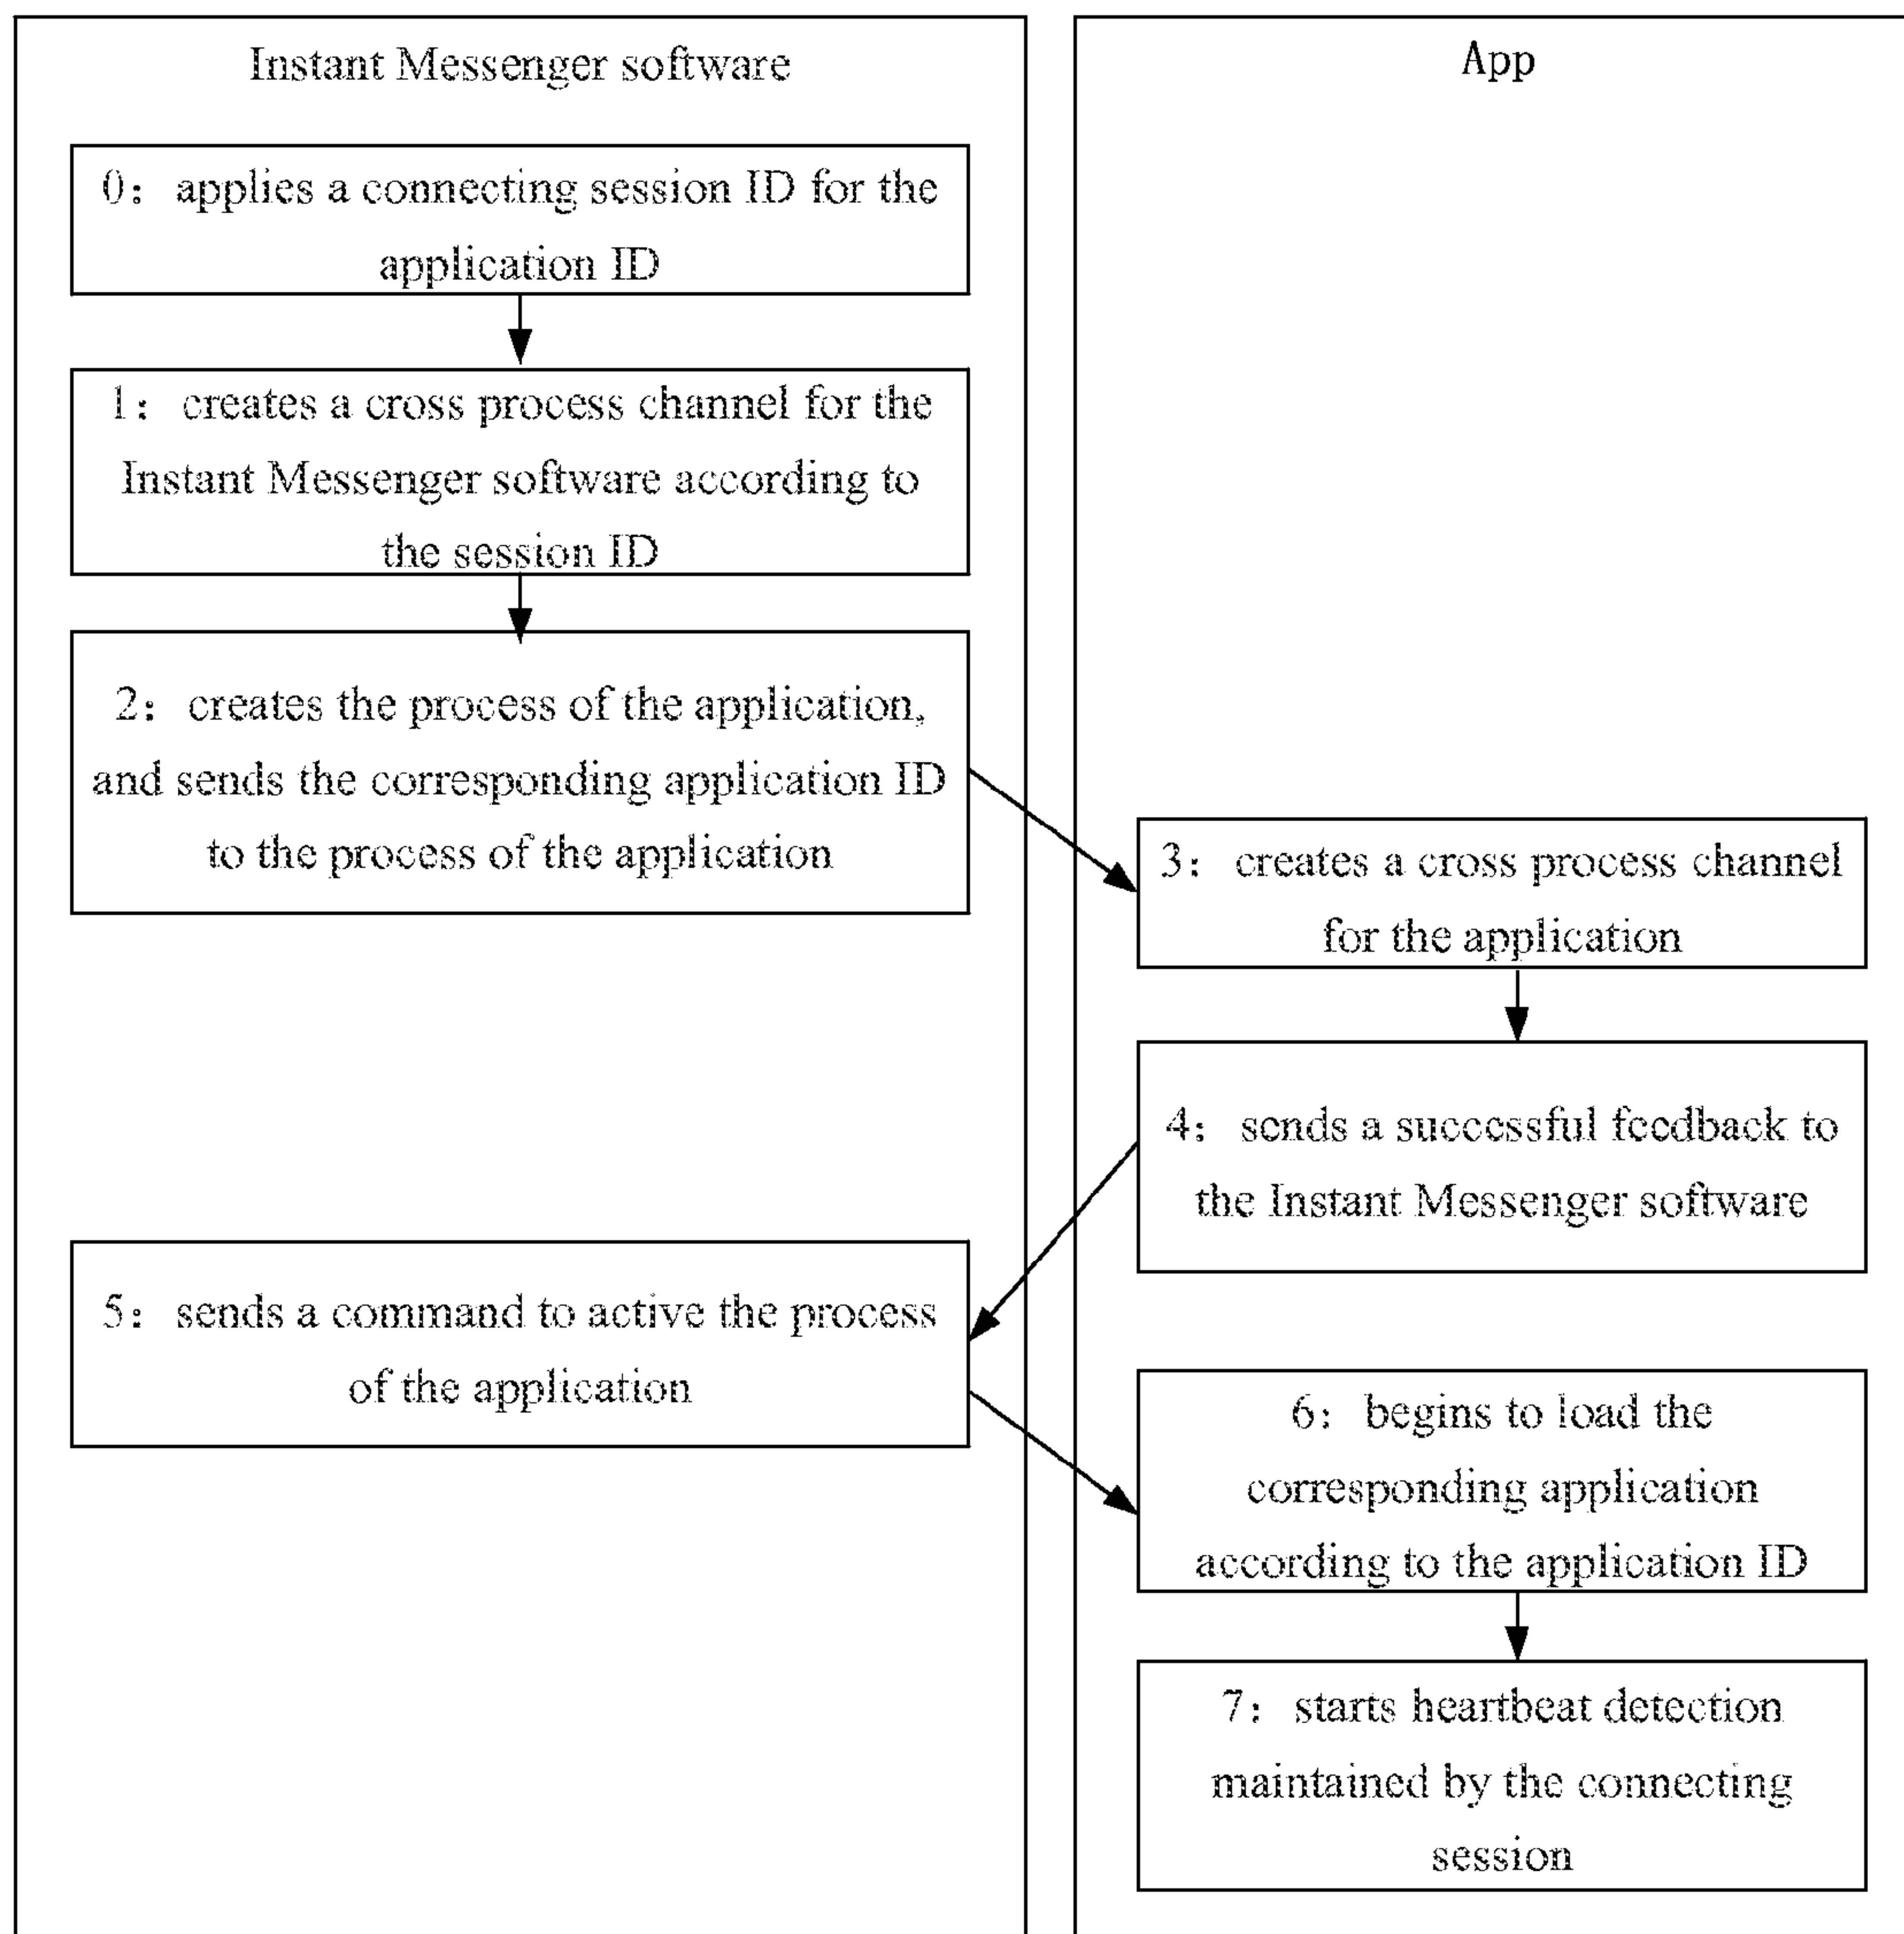 Instant Messenger software
0： applies a connecting session ID for the
application ID
1： creates a cross process channel for the
Instant Messenger software according to
the session ID
2： creates the process of the application,
and sends the corresponding application ID
to the process of the application
5： sends a command to active the process
of the application
App
3： creates a cross process channel
for the application
4： sends a successful feedback to
the Instant Messenger software
6： begins to load the
corresponding application
according to the application ID
7： starts heartbeat detection
maintained by the connecting
session